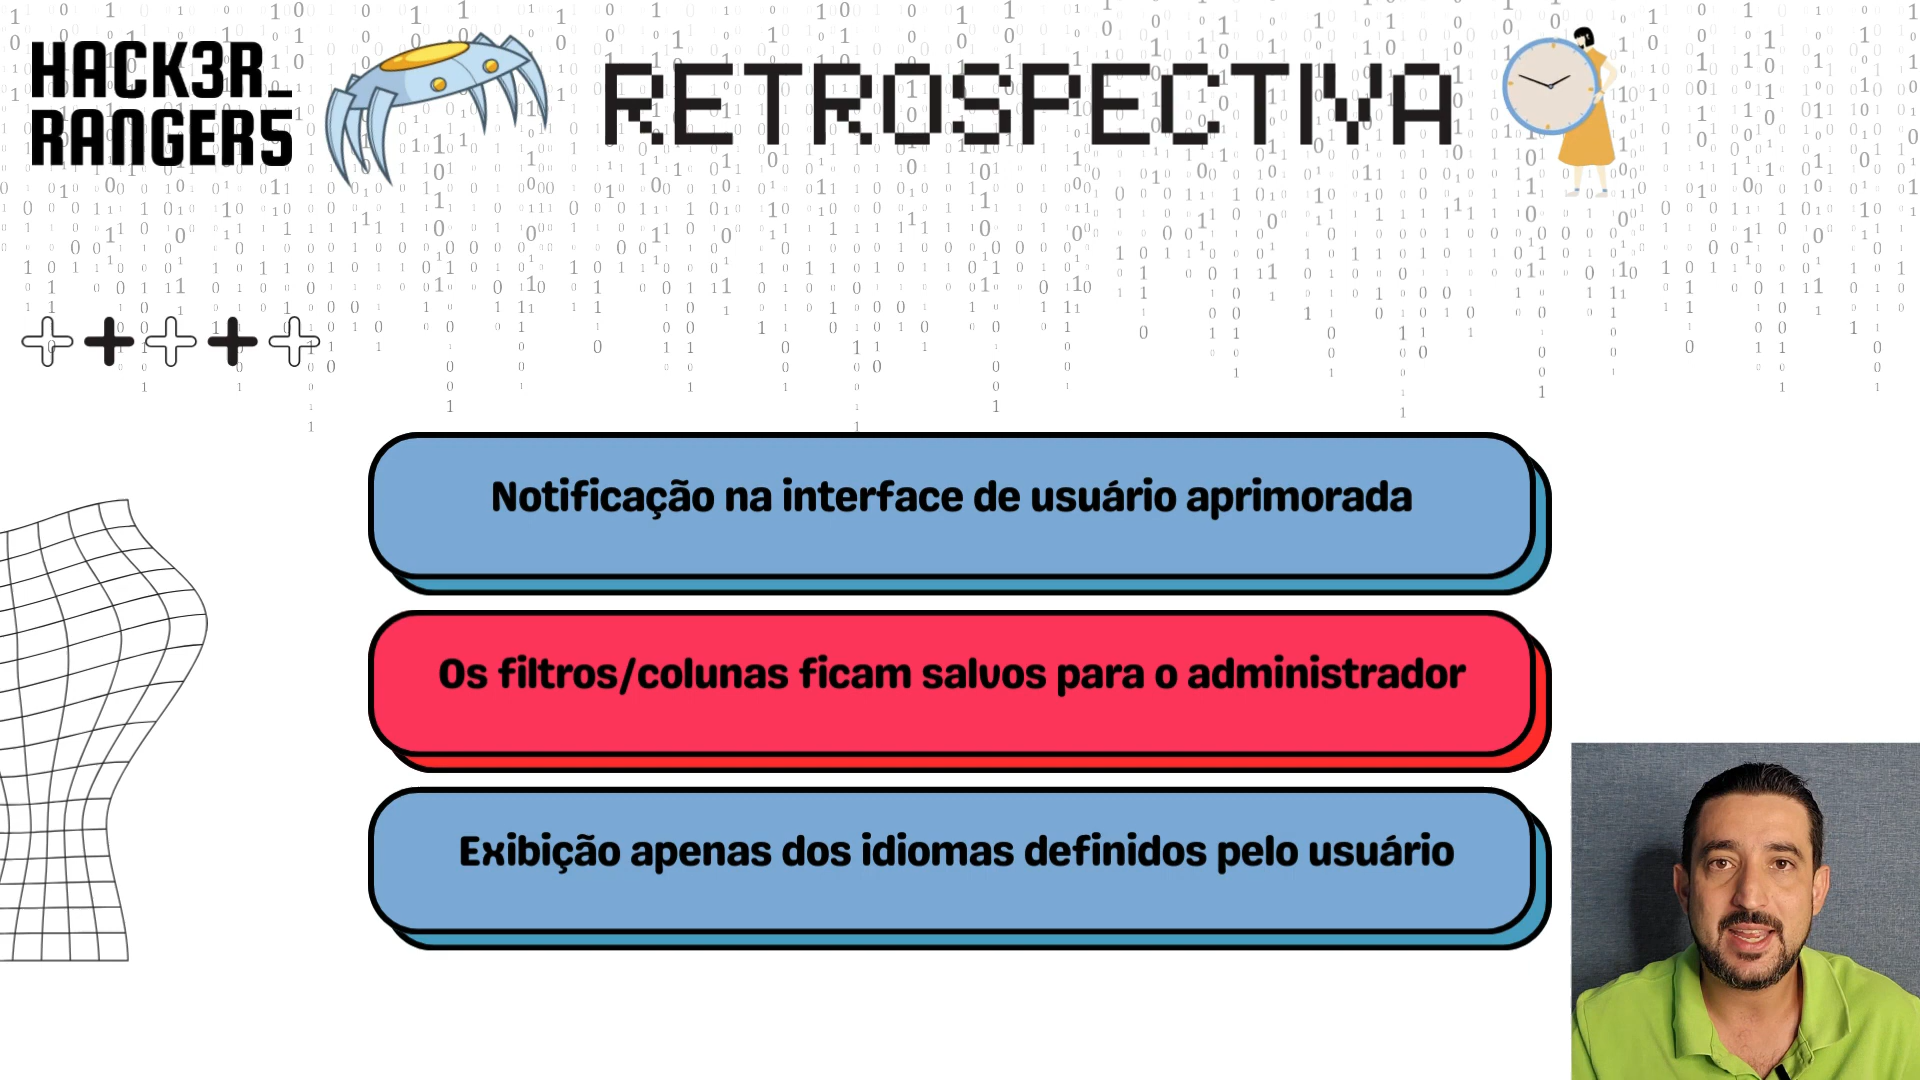 HACK3R_
RANGER5
RETROSPECTIVA
Notificação na interface de usuário aprimorada
Os filtros/colunas ficam salvos para o administrador
Exibição apenas dos idiomas definidos pelo usuário